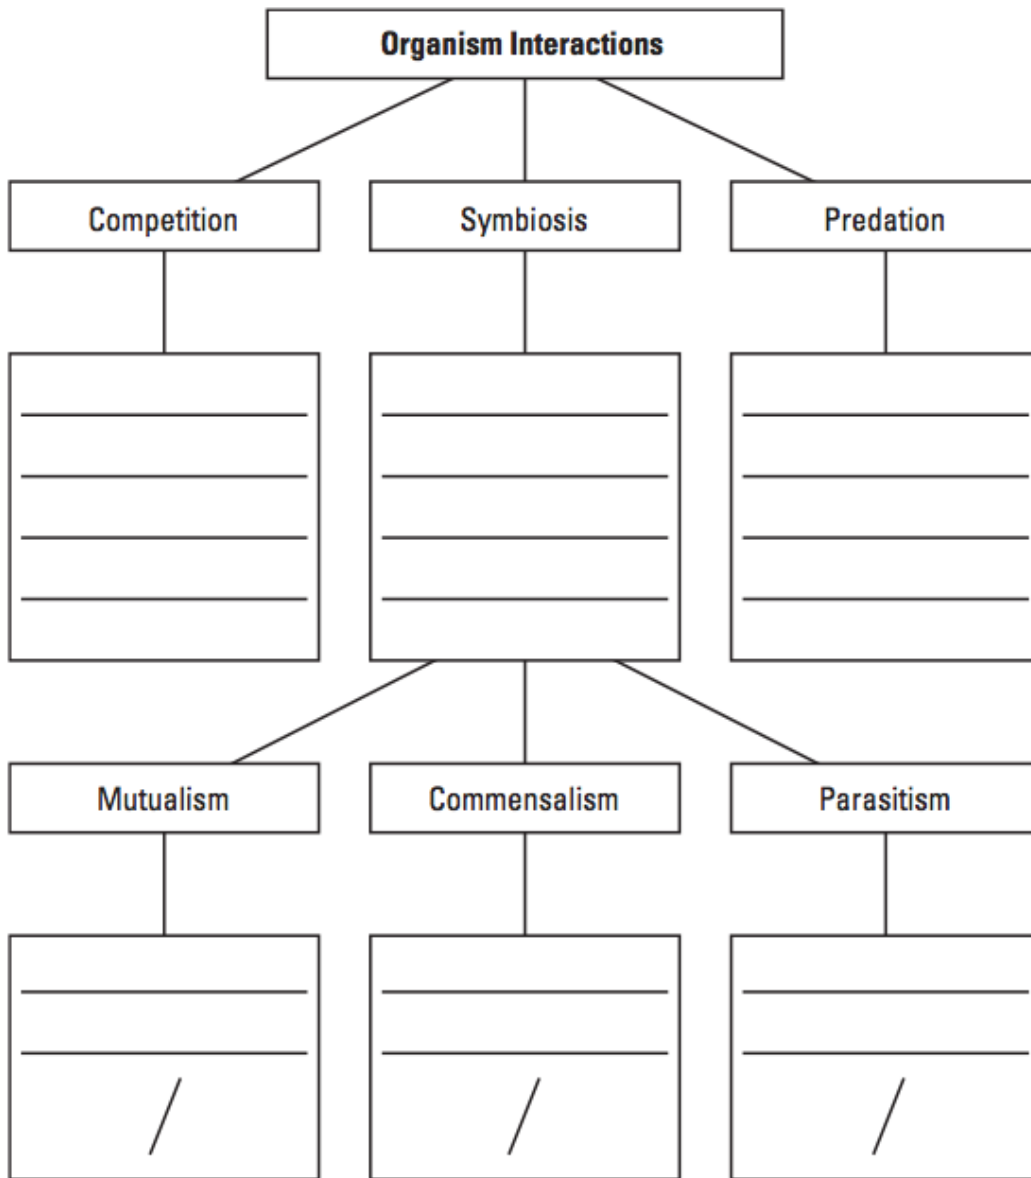 Organism Interactions
Competition
Symbiosis
Predation
Mutualism
Commensalism
Parasitism
/
/
/